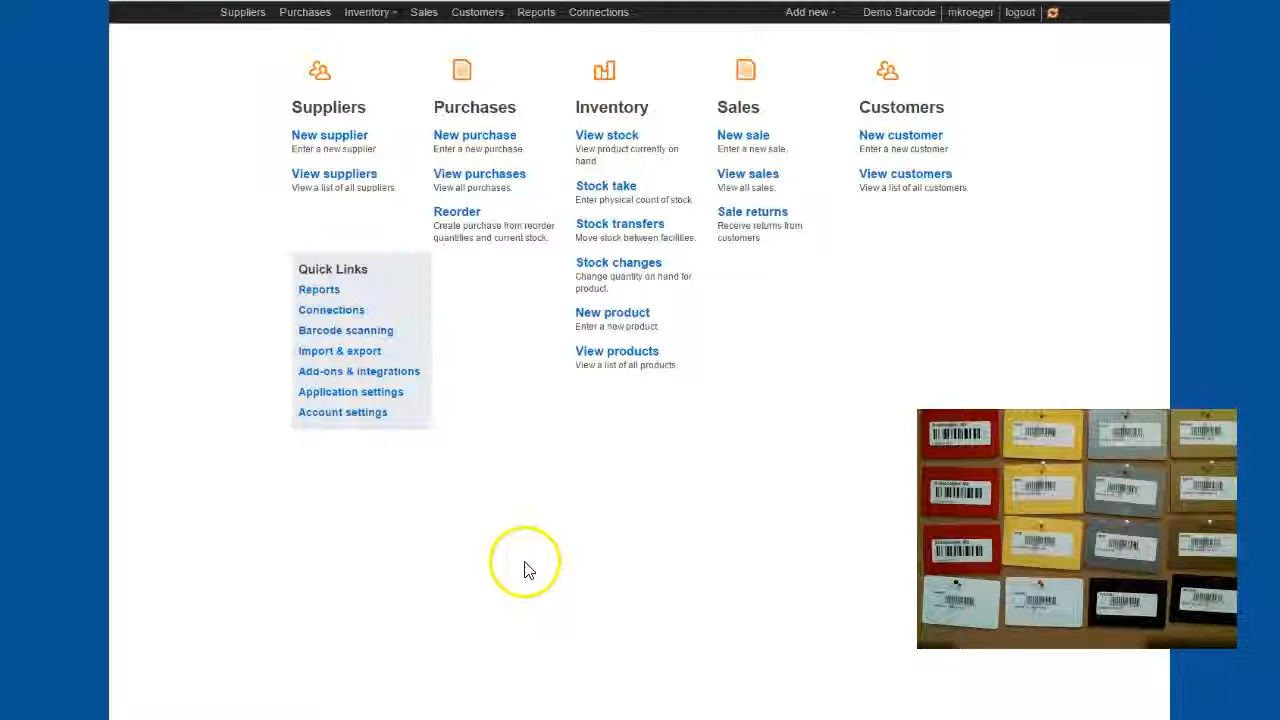 Suppliers Purchases Inventory Sales Customers Reports Connections Add new Demo Barcode mkroeger logout
Suppliers
New supplier
Enter a new supplier
View suppliers
View a list of all suppliers.
Purchases
New purchase
Enter a new purchase.
View purchases
View all purchases.
Reorder
Create purchase from reorder
quantities and current stock.
Inventory
View stock
View product currently on
hand
Stock take
Enter physical count of stock
Stock transfers
Move stock between facilities.
Stock changes
Change quantity on hand for
product.
New product
Enter a new product.
View products
View a list of all products
Sales
New sale
Enter a new sale.
View sales
View all sales.
Sale returns
Receive returns from
customers
Customers
New customer
Enter a new customer
View customers
View a list of all customers
Quick Links
Reports
Connections
Barcode scanning
Import & export
Add-ons & integrations
Application settings
Account settings